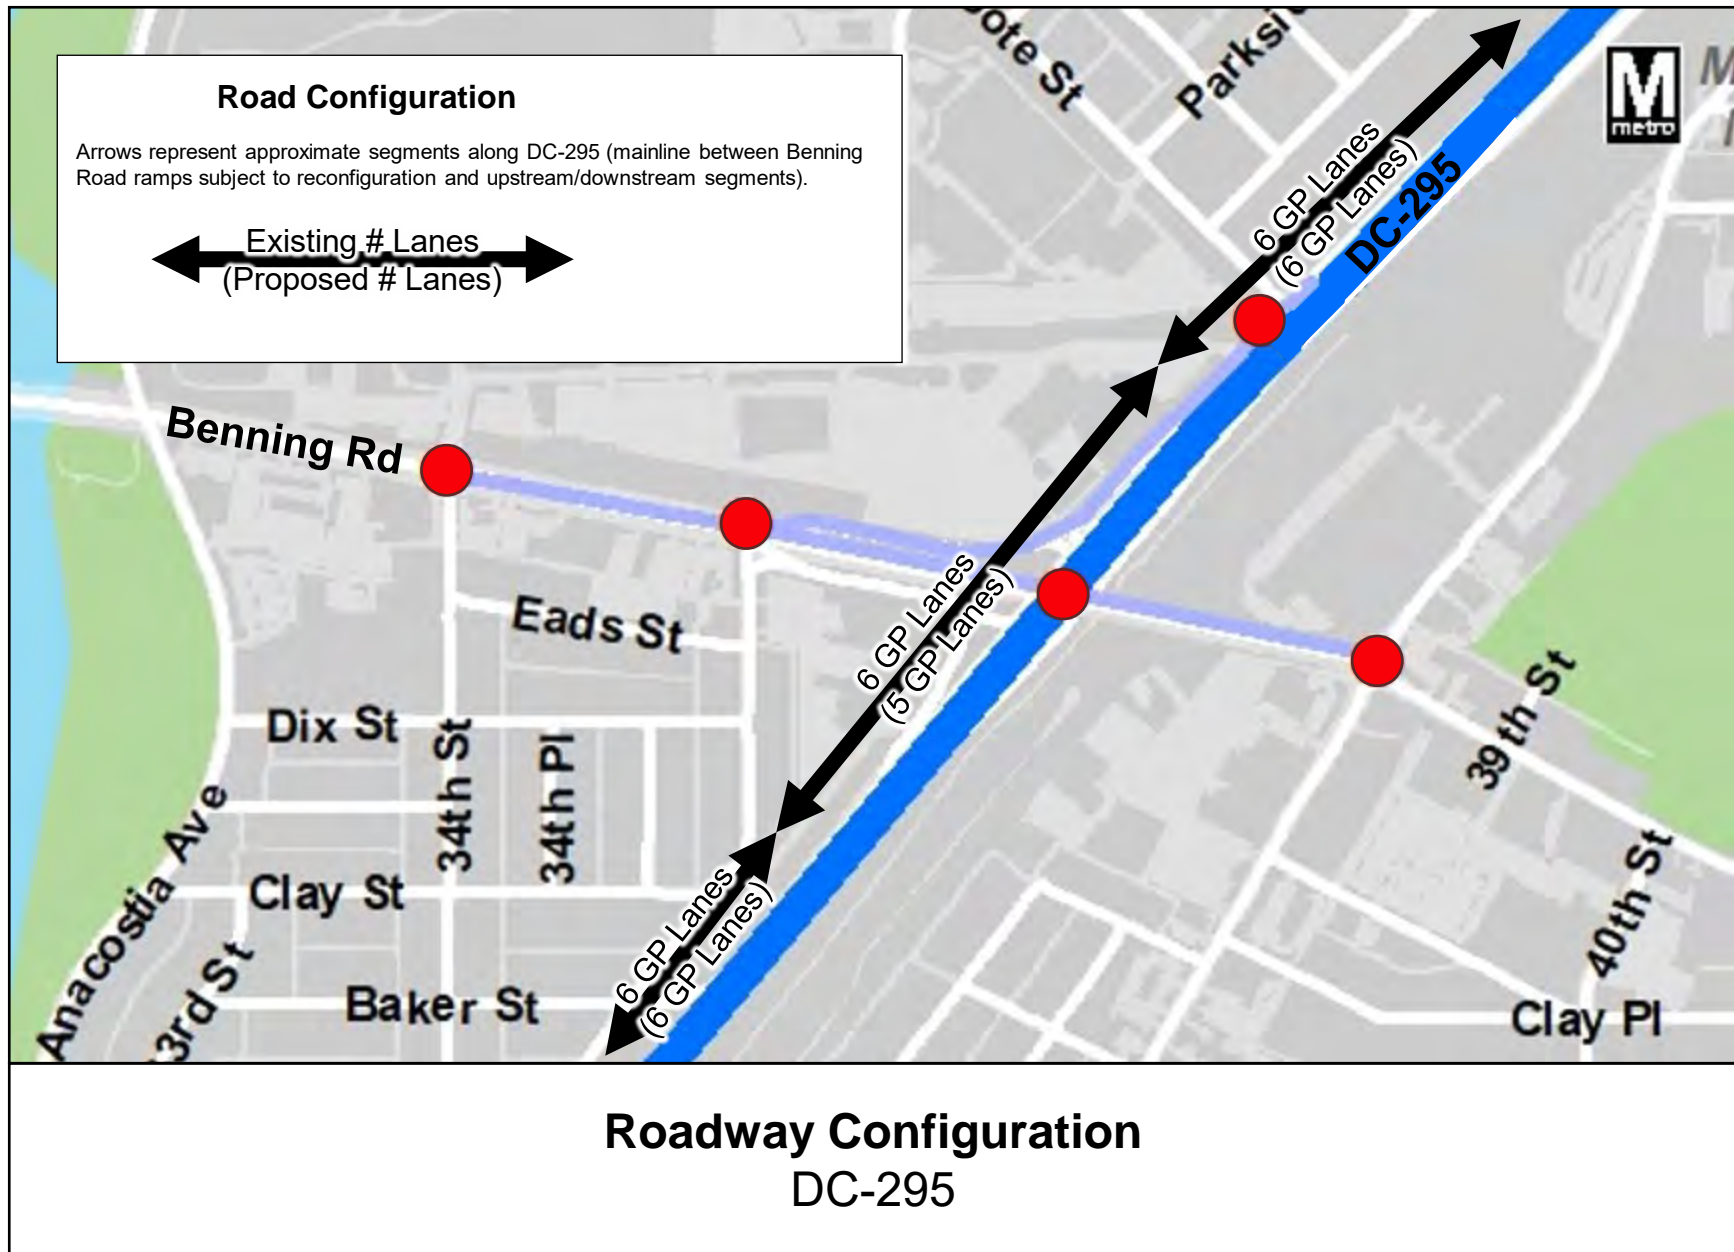 Road Configuration
Arrows represent approximate segments along DC-295 (mainline between Benning
Road ramps subject to reconfiguration and upstream/downstream segments).
Existing # Lanes
(Proposed # Lanes)
M
metro
6 GP Lanes
(6 GP Lanes)
DC-295
Benning Rd
6 GP Lanes
(5 GP Lanes)
Eads St
Dix St
34th St
34th Pl
39th St
Anacostia Ave
Clay St
40th St
6 GP Lanes
(6 GP Lanes)
Baker St
Clay Pl
Roadway Configuration
DC-295